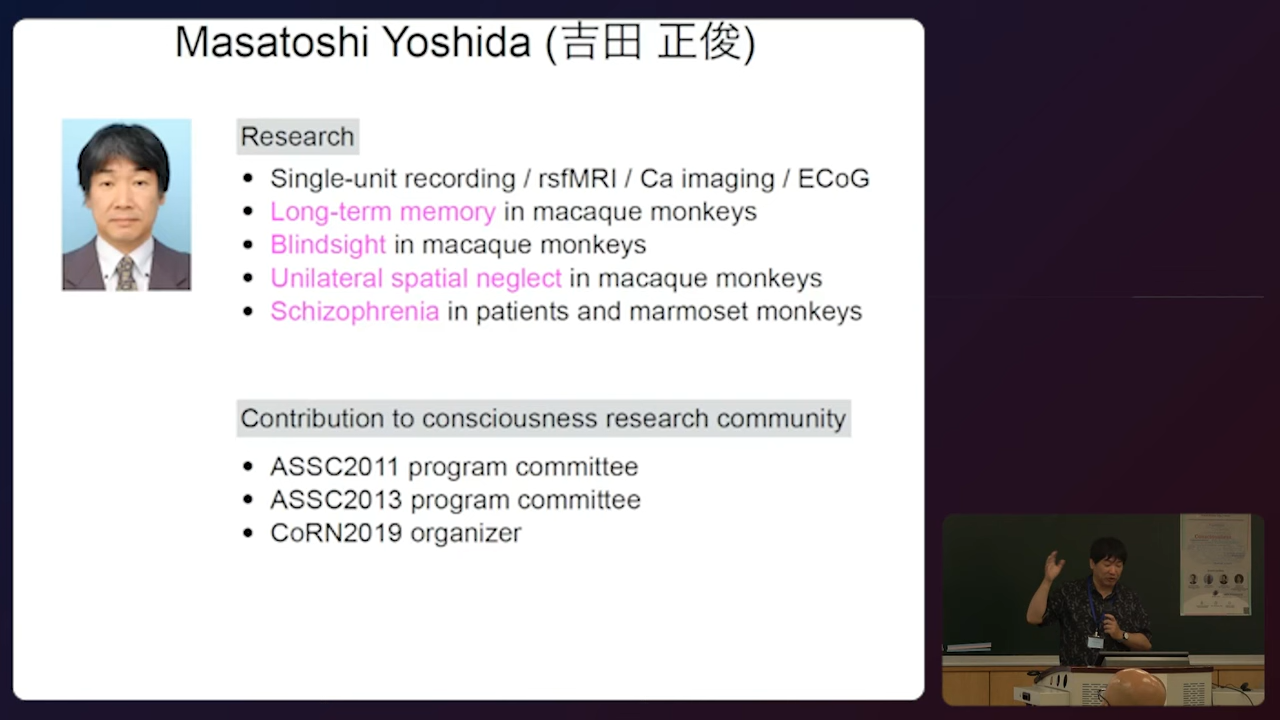 Masatoshi Yoshida (吉田 正俊)
Research
• Single-unit recording / rsfMRI / Ca imaging / ECoG
• Long-term memory in macaque monkeys
• Blindsight in macaque monkeys
• Unilateral spatial neglect in macaque monkeys
• Schizophrenia in patients and marmoset monkeys
Contribution to consciousness research community
• ASSC2011 program committee
• ASSC2013 program committee
• CoRN2019 organizer